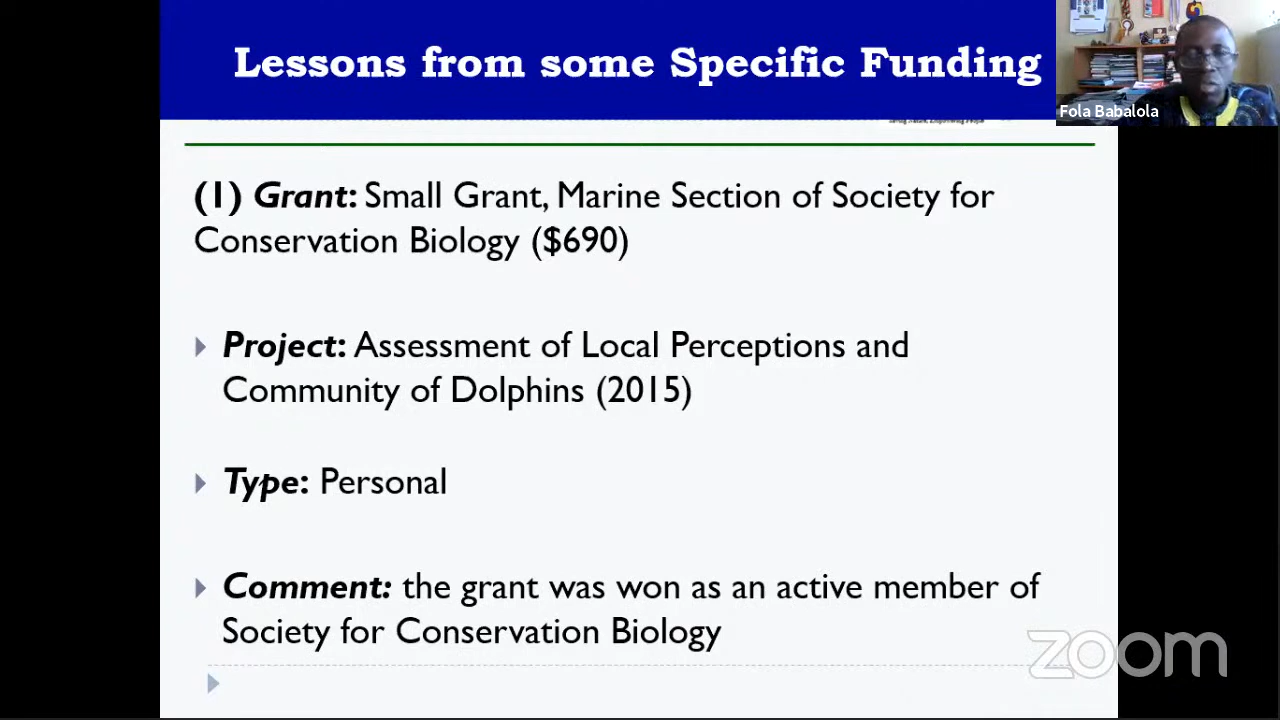 Lessons from some Specific Funding
Fola Babalola
(1) Grant: Small Grant, Marine Section of Society for
Conservation Biology ($690)
Project: Assessment of Local Perceptions and
Community of Dolphins (2015)
Type: Personal
Comment: the grant was won as an active member of
Society for Conservation Biology
zoom